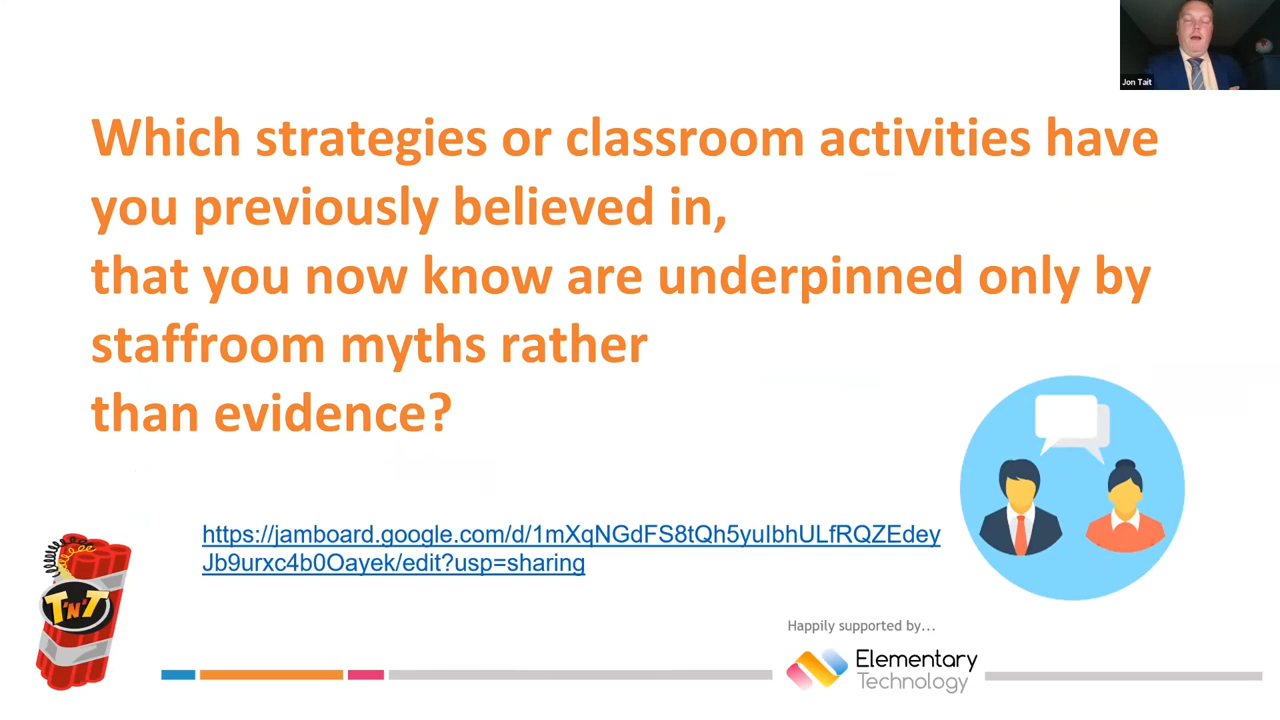 Jon Tait
Which strategies or classroom activities have
you previously believed in,
that you now know are underpinned only by
staffroom myths rather
than evidence?
https://jamboard.google.com/d/1mXqNGdFS8tQh5yuIbhULfRQZEdey
Jb9urxc4b0Oayek/edit?usp=sharing
T'N'T
Happily supported by...
Elementary
Technology